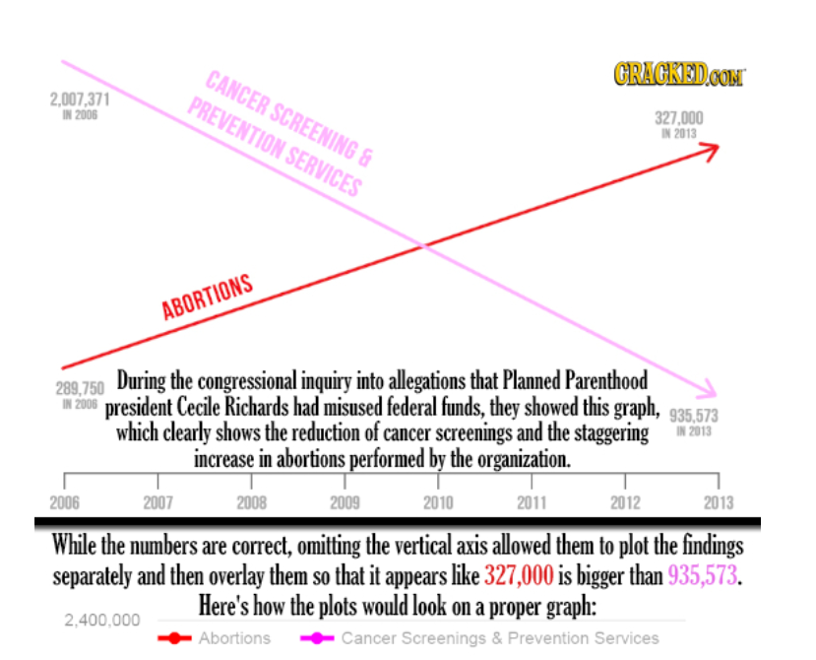 CRACKED.COM
2,007,371
IN 2006
CANCER SCREENING &
PREVENTION SERVICES
327,000
IN 2013
ABORTIONS
289,750
IN 2006
During the congressional inquiry into allegations that Planned Parenthood
president Cecile Richards had misused federal funds, they showed this graph,
which clearly shows the reduction of cancer screenings and the staggering
increase in abortions performed by the organization.
935,573
IN 2013
2006 2007 2008 2009 2010 2011 2012 2013
While the numbers are correct, omitting the vertical axis allowed them to plot the findings
separately and then overlay them so that it appears like 327,000 is bigger than 935,573.
Here's how the plots would look on a proper graph:
2,400,000
Abortions Cancer Screenings & Prevention Services